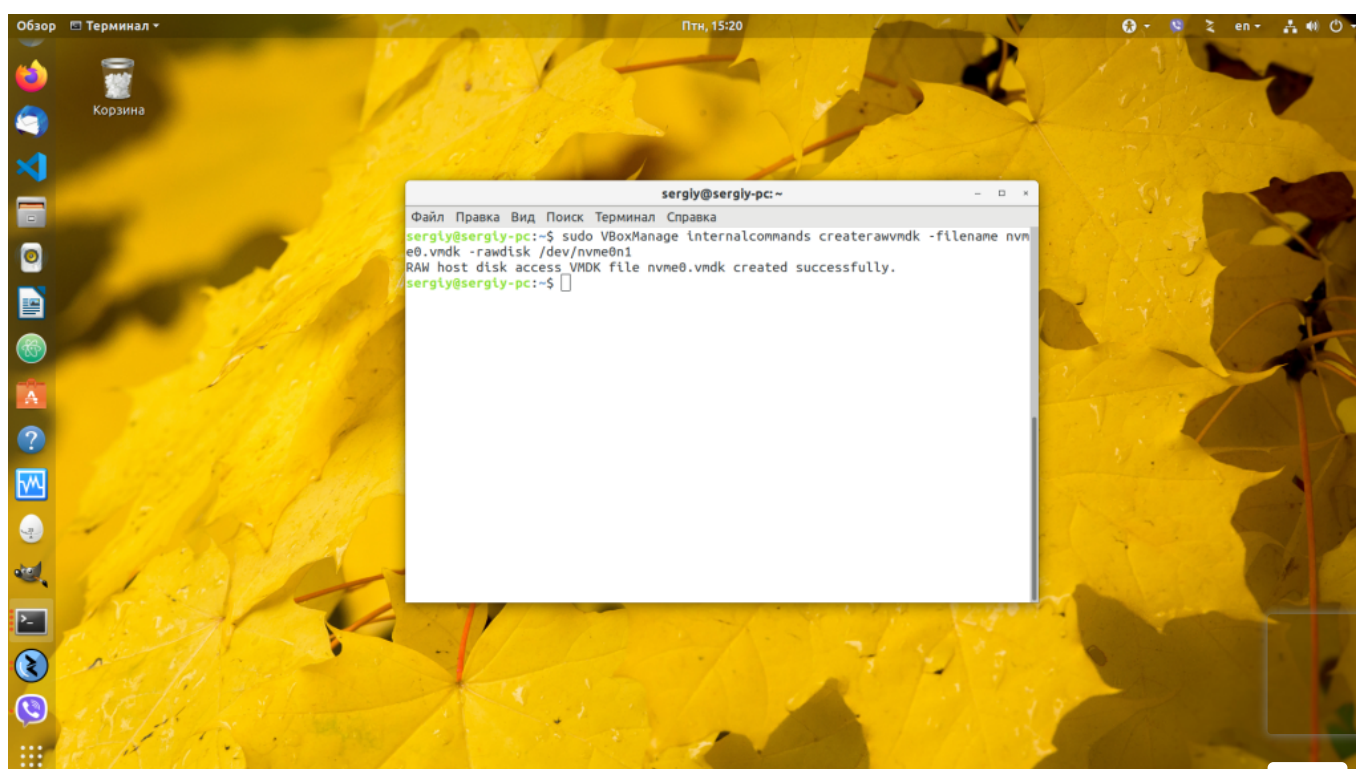 Обзор Терминал Птн, 15:20 en
Корзина
sergiy@sergiy-pc: ~
Файл Правка Вид Поиск Терминал Справка
sergiy@sergiy-pc:~$ sudo VBoxManage internalcommands createrawvmdk -filename nvm
e0.vmdk -rawdisk /dev/nvme0n1
RAW host disk access VMDK file nvme0.vmdk created successfully.
sergiy@sergiy-pc:~$